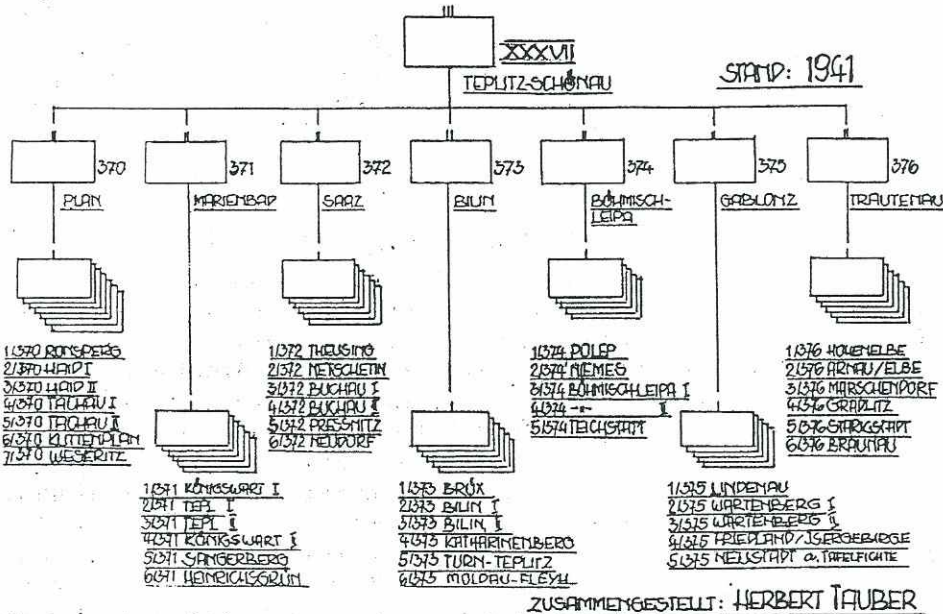 XXXVII
TEPLITZ-SCHÖNAU
STAND: 1941
370
PLAN
371
MARIENBAD
372
SAAZ
373
BILIN
374
BÖHMISCH-
LEIPA
375
GABLONZ
376
TRAUTENAU
1/370 RONSPERG
2/370 HAID I
3/370 HAID II
4/370 TACHAU I
5/370 TACHAU II
6/370 KUTTENPLAN
7/370 WESERITZ
1/371 KÖNIGSWART I
2/371 TEPL I
3/371 TEPL II
4/371 KÖNIGSWART II
5/371 SANGERBERG
6/371 HEINRICHSGRÜN
1/372 THEUSING
2/372 NETSCHETIN
3/372 BUCHAU I
4/372 BUCHAU II
5/372 PRESSNITZ
6/372 NEUDORF
1/373 BRÜX
2/373 BILIN I
3/373 BILIN II
4/373 KATHARINENBERG
5/373 TURN-TEPLITZ
6/373 MOLDAU-FLEYH
1/374 POLEP
2/374 NIEMES
3/374 BÖHMISCHLEIPA I
4/374 -"- II
5/374 TEICHSTATT
1/375 LINDENAU
2/375 WARTENBERG I
3/375 WARTENBERG II
4/375 FRIEDLAND/ISERGEBIRGE
5/375 NEUSTADT a. TAFELFICHTE
1/376 HOHENELBE
2/376 ARNAU/ELBE
3/376 MARSCHENDORF
4/376 GRADLITZ
5/376 STARKSTADT
6/376 BRAUNAU
ZUSAMMENGESTELLT: HERBERT TAUBER